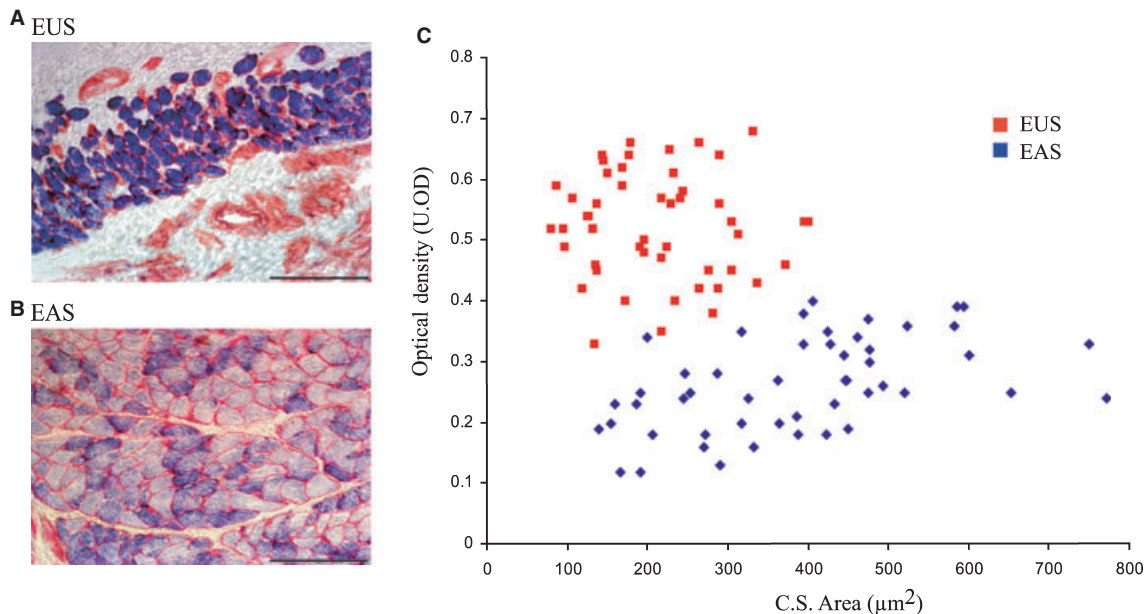 A EUS
B EAS
C
Optical density (U.OD)
0.8
0.7
0.6
0.5
0.4
0.3
0.2
0.1
0
0 100 200 300 400 500 600 700 800
C.S. Area (µm²)
EUS
EAS